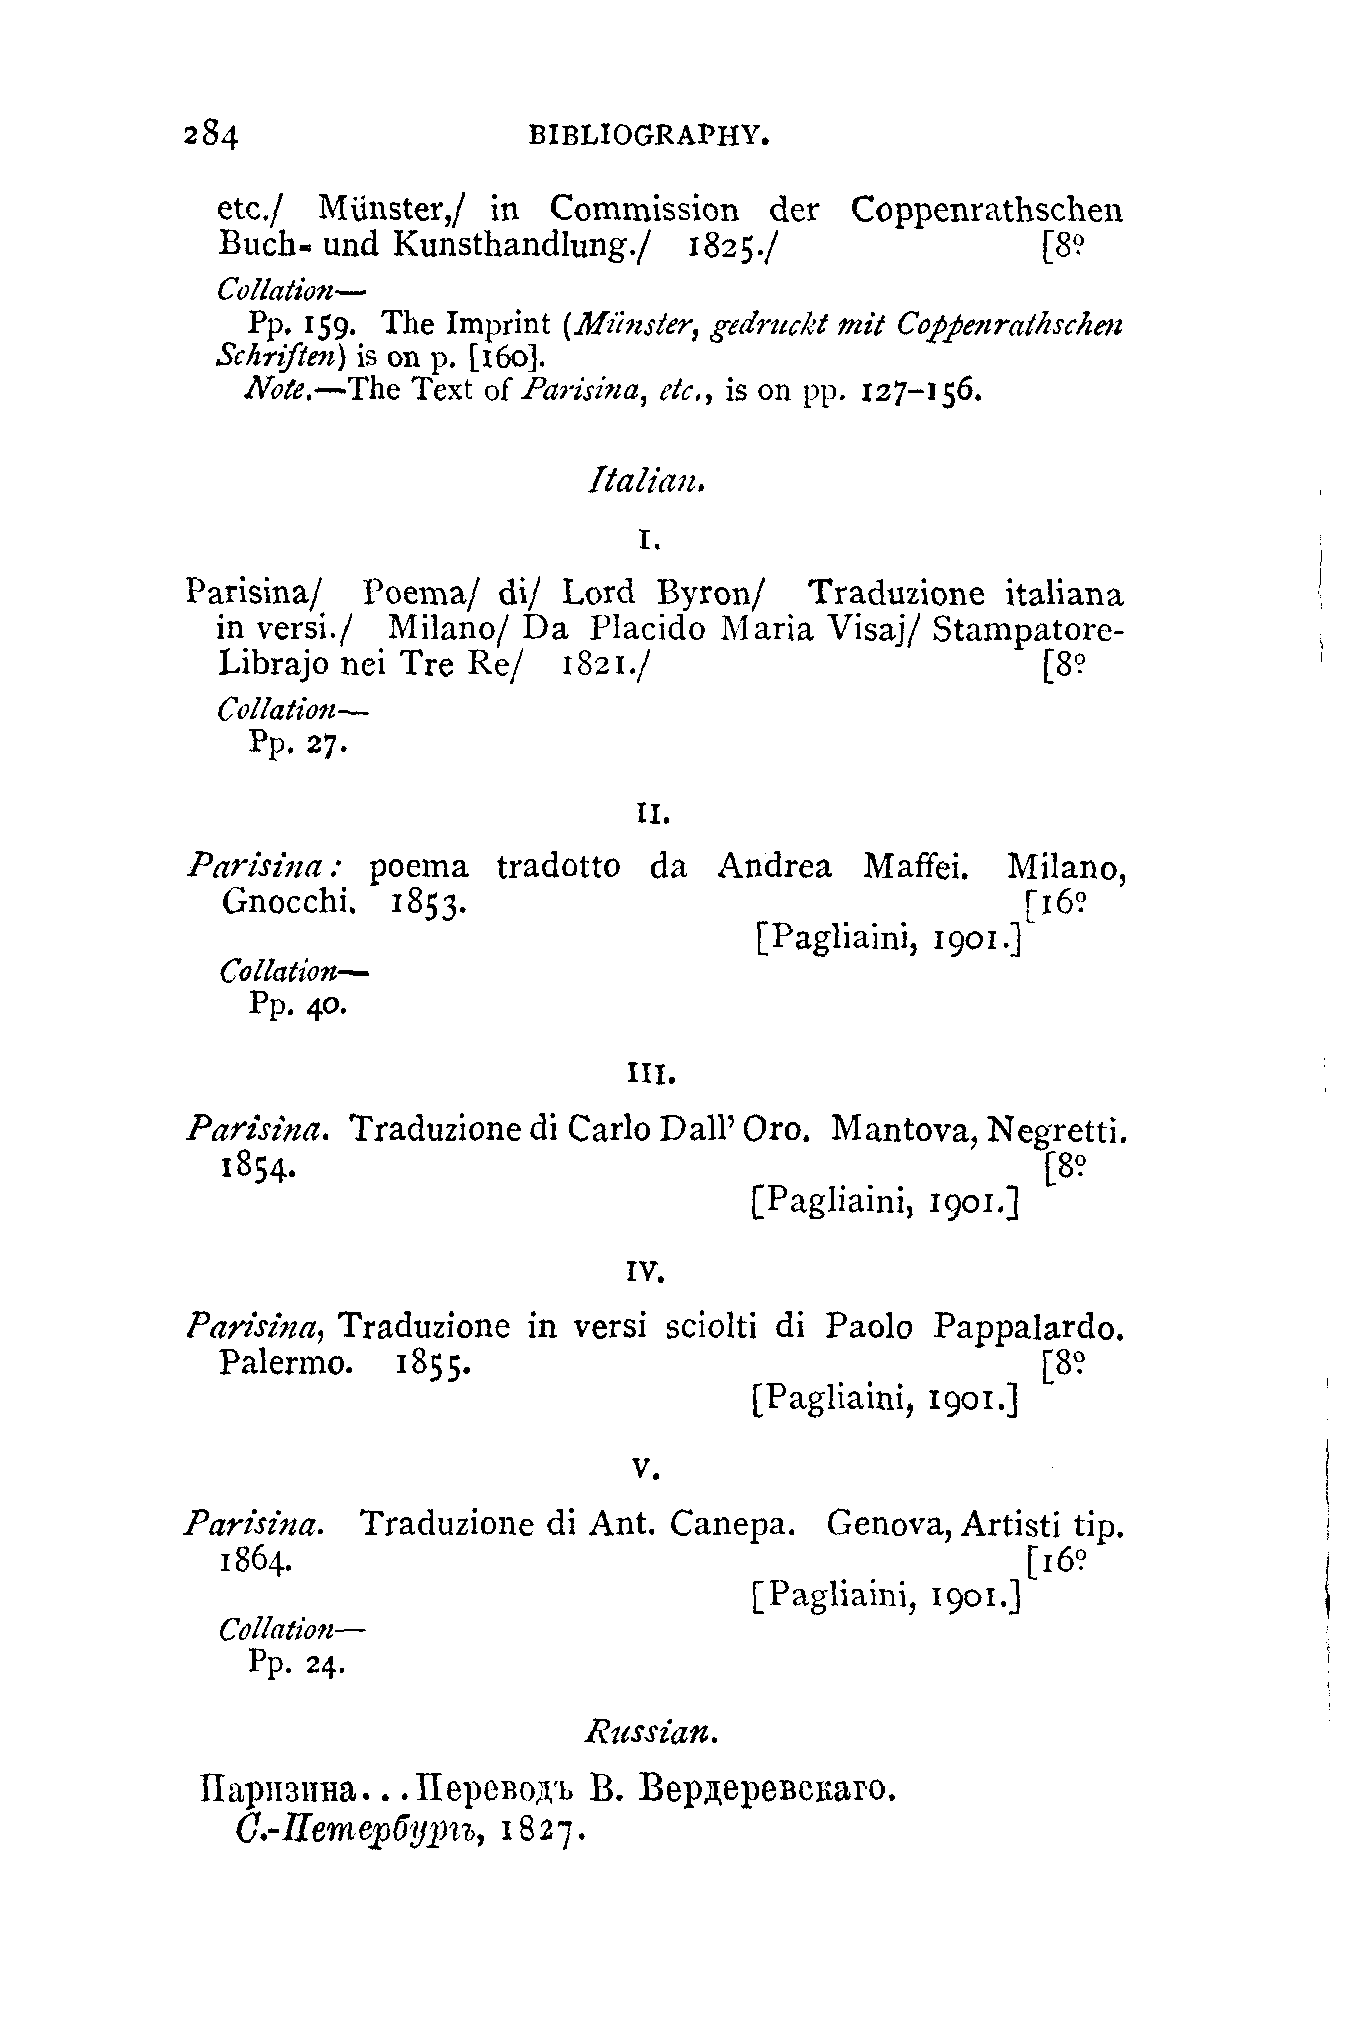 284 BIBLIOGRAPHY.
etc./ Münster,/ in Commission der Coppenrathschen
Buch- und Kunsthandlung./ 1825./ [8º
Collation—
Pp. 159. The Imprint (Münster, gedruckt mit Coppenrathschen
Schriften) is on p. [160].
Note.—The Text of Parisina, etc., is on pp. 127–156.
Italian.
I.
Parisina/ Poema/ di/ Lord Byron/ Traduzione italiana
in versi./ Milano/ Da Placido Maria Visaj/ Stampatore-
Librajo nei Tre Re/ 1821./ [8º
Collation—
Pp. 27.
II.
Parisina: poema tradotto da Andrea Maffei. Milano,
Gnocchi. 1853. [16º
[Pagliaini, 1901.]
Collation—
Pp. 40.
III.
Parisina. Traduzione di Carlo Dall' Oro. Mantova, Negretti.
1854. [8º
[Pagliaini, 1901.]
IV.
Parisina, Traduzione in versi sciolti di Paolo Pappalardo.
Palermo. 1855. [8º
[Pagliaini, 1901.]
V.
Parisina. Traduzione di Ant. Canepa. Genova, Artisti tip.
1864. [16º
[Pagliaini, 1901.]
Collation—
Pp. 24.
Russian.
Паризина...Переводъ В. Вердеревскаго.
С.-Петербургъ, 1827.